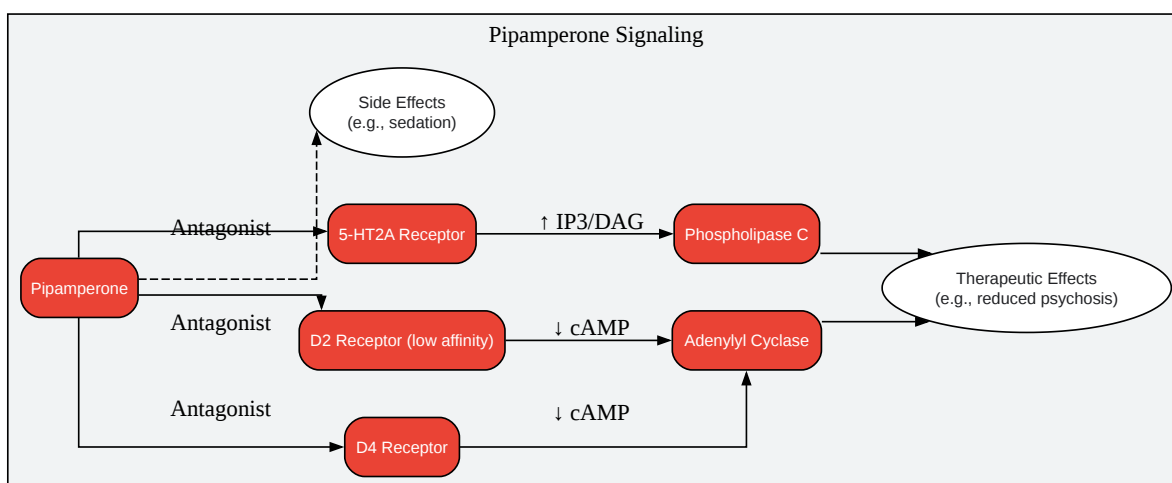 Pipamperone Signaling
Side Effects
(e.g., sedation)
Antagonist
5-HT2A Receptor
↑ IP3/DAG
Phospholipase C
Pipamperone
Therapeutic Effects
(e.g., reduced psychosis)
Antagonist
D2 Receptor (low affinity)
↓ cAMP
Adenylyl Cyclase
Antagonist
↓ cAMP
D4 Receptor